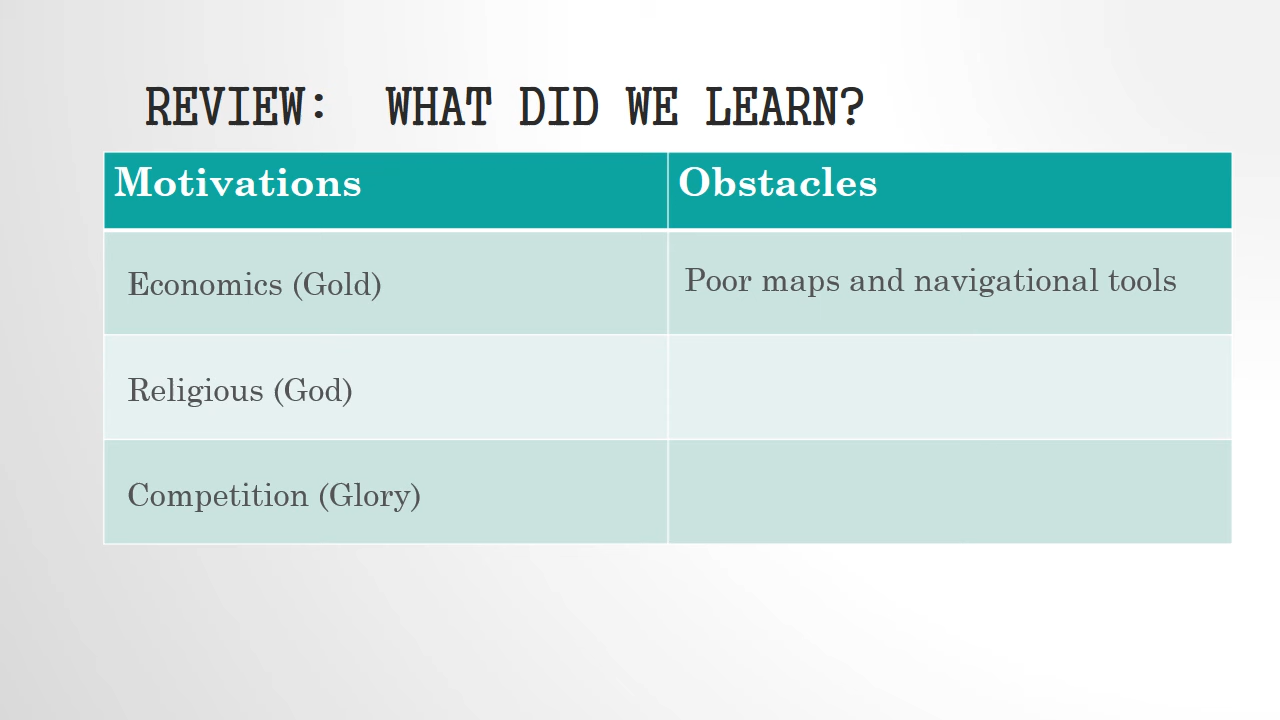 REVIEW: WHAT DID WE LEARN?
Motivations
Obstacles
Economics (Gold)
Poor maps and navigational tools
Religious (God)
Competition (Glory)